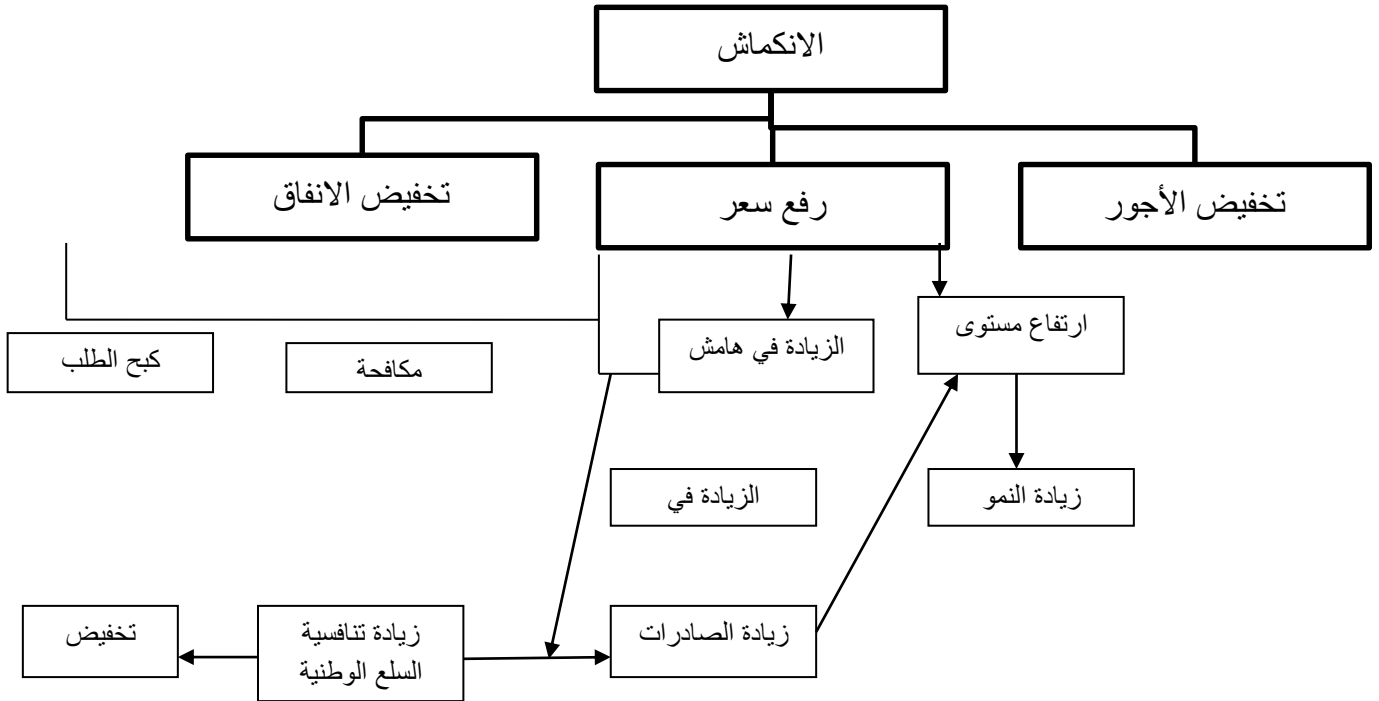 الانكماش
تخفيض الأجور
رفع سعر
تخفيض الانفاق
ارتفاع مستوى
الزيادة في هامش
مكافحة
كبح الطلب
زيادة النمو
الزيادة في
زيادة الصادرات
زيادة تنافسية
السلع الوطنية
تخفيض